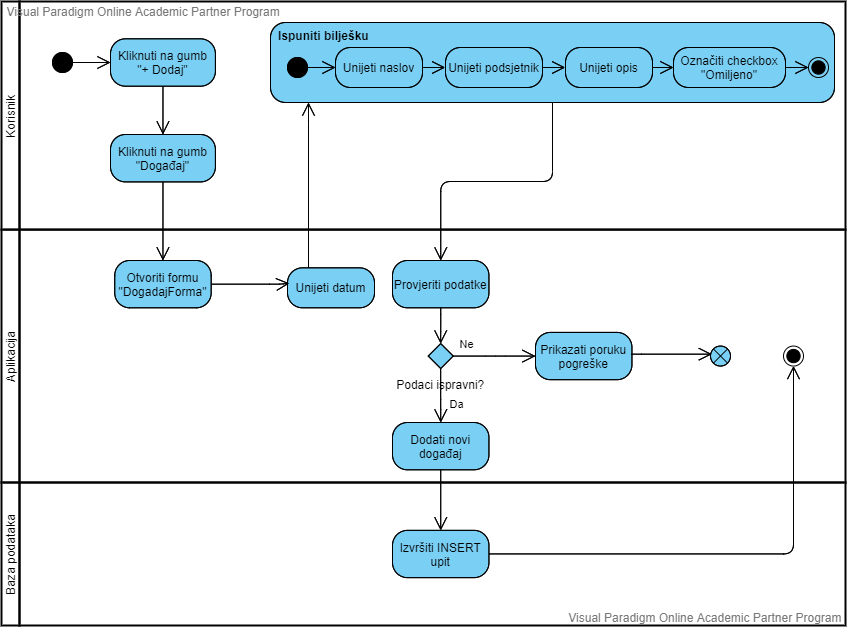 Visual Paradigm Online Academic Partner Program
Korisnik
Kliknuti na gumb
"+ Dodaj"
Kliknuti na gumb
"Događaj"
Ispuniti bilješku
Unijeti naslov
Unijeti podsjetnik
Unijeti opis
Označiti checkbox
"Omiljeno"
Aplikacija
Otvoriti formu
"DogadajForma"
Unijeti datum
Provjeriti podatke
Ne
Prikazati poruku
pogreške
Podaci ispravni?
Da
Dodati novi
događaj
Baza podataka
Izvršiti INSERT
upit
Visual Paradigm Online Academic Partner Program